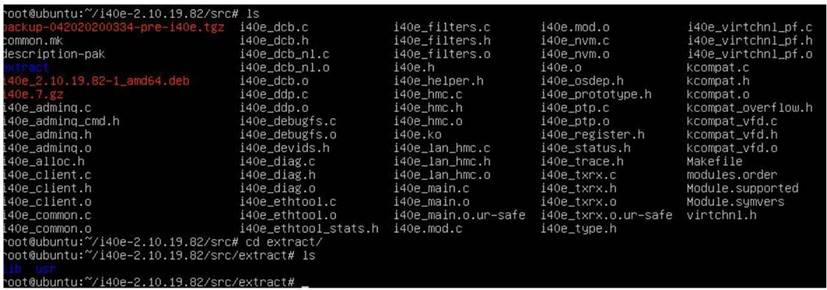 root@ubuntu:~/i40e-2.10.19.82/src# ls
backup-042020200334-pre-i40e.tgz i40e_dcb.c i40e_filters.c i40e.mod.o i40e_virtchnl_pf.c
common.mk i40e_dcb.h i40e_filters.h i40e_nvm.c i40e_virtchnl_pf.h
description-pak i40e_dcb_nl.c i40e_filters.o i40e_nvm.o i40e_virtchnl_pf.o
extract i40e_dcb_nl.o i40e.h i40e.o kcompat.c
i40e_2.10.19.82-1_amd64.deb i40e_dcb.o i40e_helper.h i40e_osdep.h kcompat.h
i40e.7.gz i40e_ddp.c i40e_hmc.c i40e_prototype.h kcompat.o
i40e_adminq.c i40e_ddp.o i40e_hmc.h i40e_ptp.c kcompat_overflow.h
i40e_adminq_cmd.h i40e_debugfs.c i40e_hmc.o i40e_ptp.o kcompat_vfd.c
i40e_adminq.h i40e_debugfs.o i40e.ko i40e_register.h kcompat_vfd.h
i40e_adminq.o i40e_devids.h i40e_lan_hmc.c i40e_status.h kcompat_vfd.o
i40e_alloc.h i40e_diag.c i40e_lan_hmc.h i40e_trace.h Makefile
i40e_client.c i40e_diag.h i40e_lan_hmc.o i40e_txrx.c modules.order
i40e_client.h i40e_diag.o i40e_main.c i40e_txrx.h Module.supported
i40e_client.o i40e_ethtool.c i40e_main.o i40e_txrx.o Module.symvers
i40e_common.c i40e_ethtool.o i40e_main.o.ur-safe i40e_txrx.o.ur-safe virtchnl.h
i40e_common.o i40e_ethtool_stats.h i40e.mod.c i40e_type.h
root@ubuntu:~/i40e-2.10.19.82/src# cd extract/
root@ubuntu:~/i40e-2.10.19.82/src/extract# ls
lib usr
root@ubuntu:~/i40e-2.10.19.82/src/extract# _